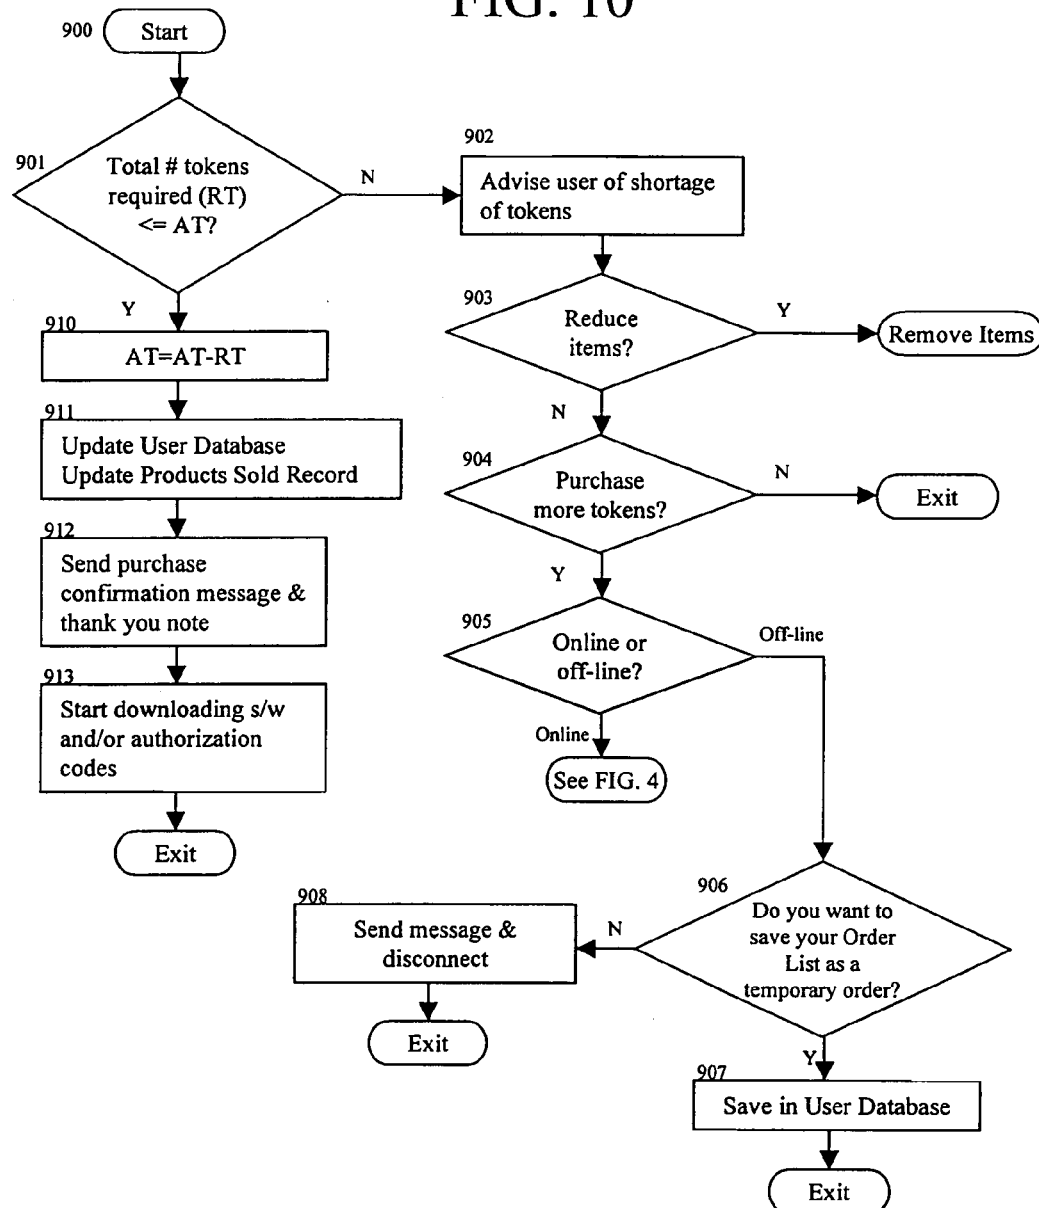 FIG. 10
900
Start
901
Total # tokens
required (RT)
<= AT?
N
902
Advise user of shortage
of tokens
Y
903
Reduce
items?
Y
Remove Items
910
AT=AT-RT
N
911
Update User Database
Update Products Sold Record
904
Purchase
more tokens?
N
Exit
912
Send purchase
confirmation message &
thank you note
Y
905
Online or
off-line?
Off-line
913
Start downloading s/w
and/or authorization
codes
Online
See FIG. 4
Exit
906
Do you want to
save your Order
List as a
temporary order?
N
908
Send message &
disconnect
Exit
Y
907
Save in User Database
Exit